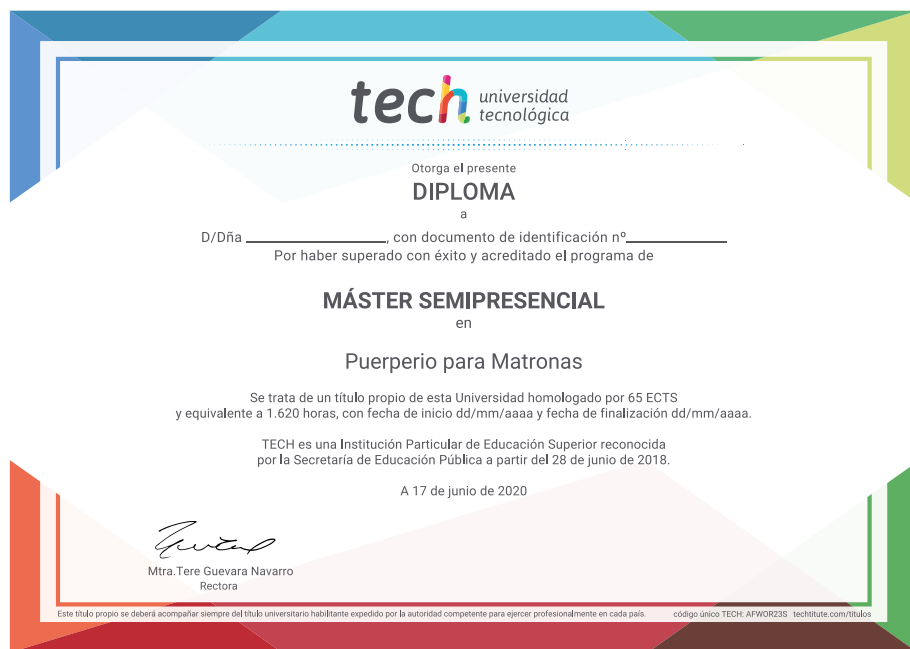 tech universidad
tecnológica
Otorga el presente
DIPLOMA
a
D/Dña ____________, con documento de identificación nº____________
Por haber superado con éxito y acreditado el programa de
MÁSTER SEMIPRESENCIAL
en
Puerperio para Matronas
Se trata de un título propio de esta Universidad homologado por 65 ECTS
y equivalente a 1.620 horas, con fecha de inicio dd/mm/aaaa y fecha de finalización dd/mm/aaaa.
TECH es una Institución Particular de Educación Superior reconocida
por la Secretaría de Educación Pública a partir del 28 de junio de 2018.
A 17 de junio de 2020
Mtra.Tere Guevara Navarro
Rectora
Este título propio se deberá acompañar siempre del título universitario habilitante expedido por la autoridad competente para ejercer profesionalmente en cada país. código único TECH: AFWOR23S techtitute.com/titulos